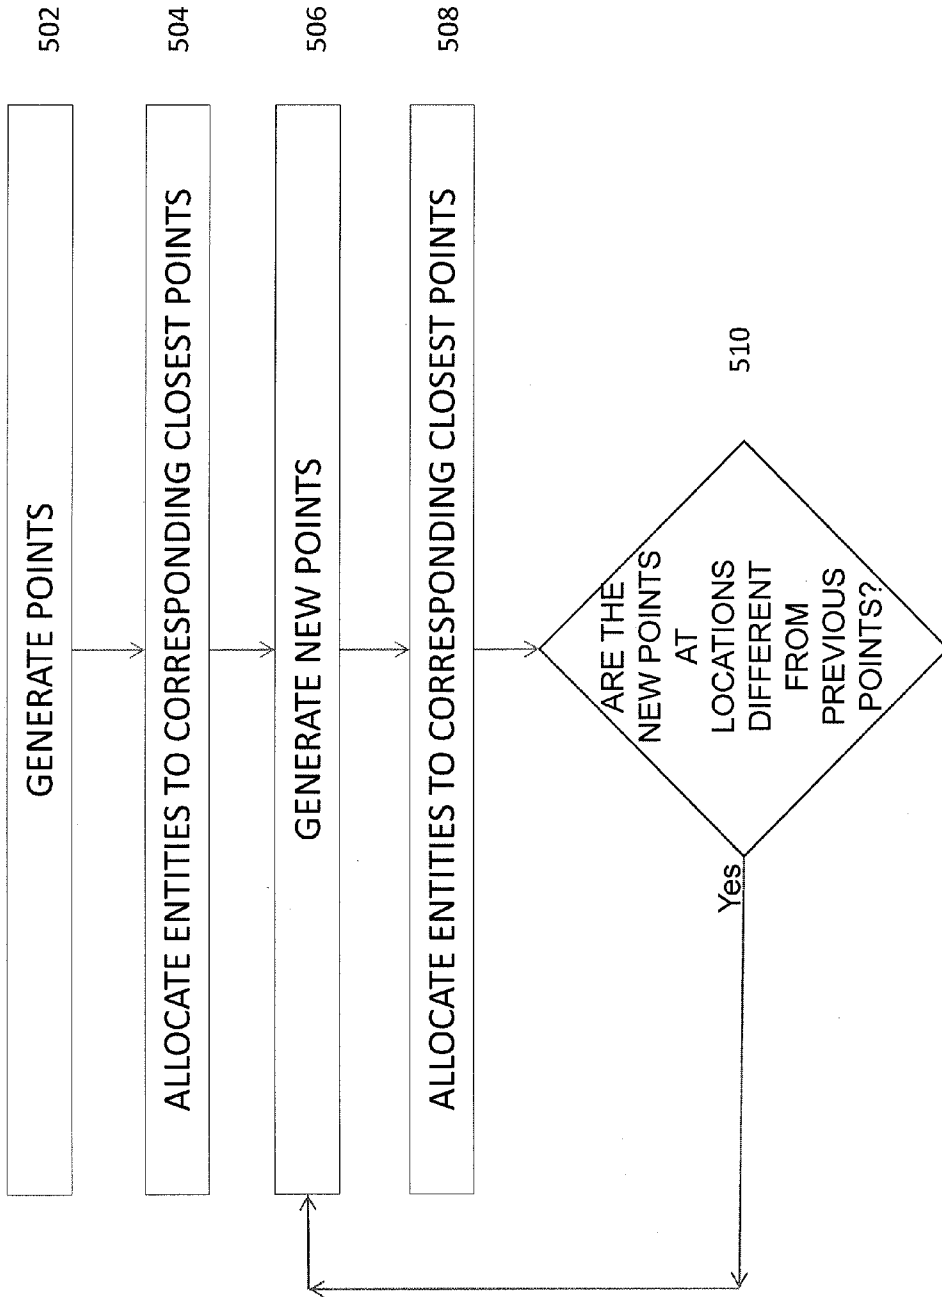 GENERATE POINTS
502
ALLOCATE ENTITIES TO CORRESPONDING CLOSEST POINTS
504
GENERATE NEW POINTS
506
ALLOCATE ENTITIES TO CORRESPONDING CLOSEST POINTS
508
ARE THE
NEW POINTS
AT
LOCATIONS
DIFFERENT
FROM
PREVIOUS
POINTS?
510
Yes